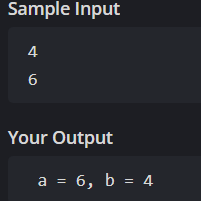 Sample Input
4
6
Your Output
a = 6, b = 4